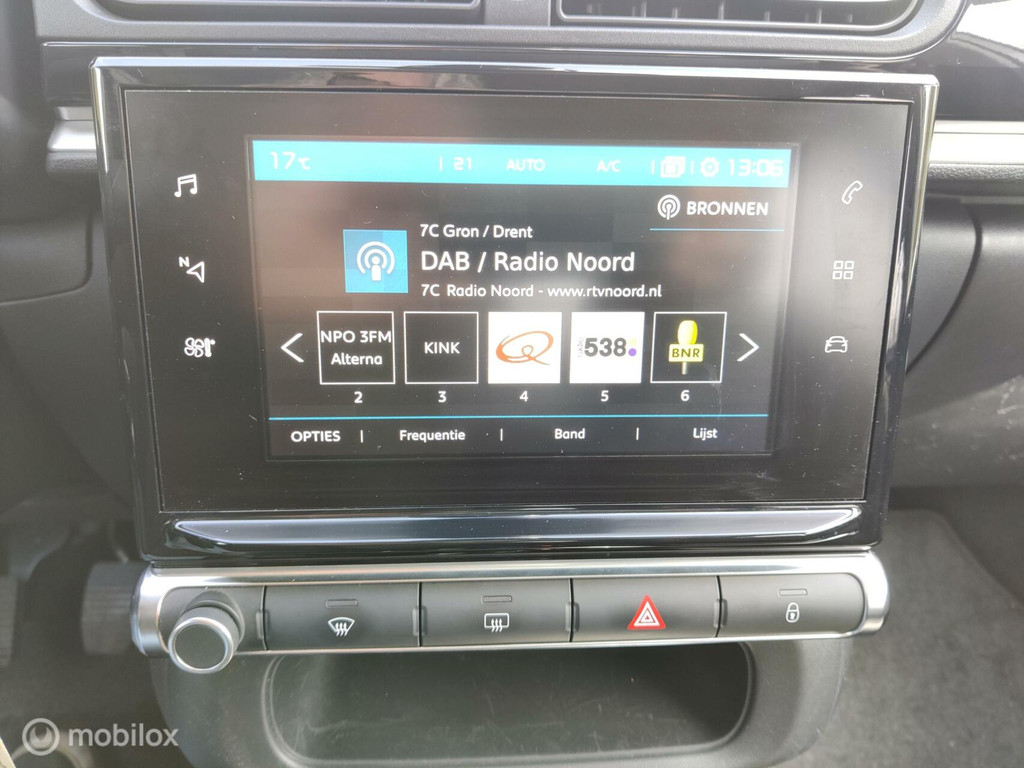 17°C | 21 AUTO A/C | | 13:06
BRONNEN
7C Gron / Drent
DAB / Radio Noord
7C Radio Noord - www.rtvnoord.nl
N
NPO 3FM
Alterna
KINK
Q
radio
538
BNR
2 3 4 5 6
OPTIES | Frequentie | Band | Lijst
mobilox